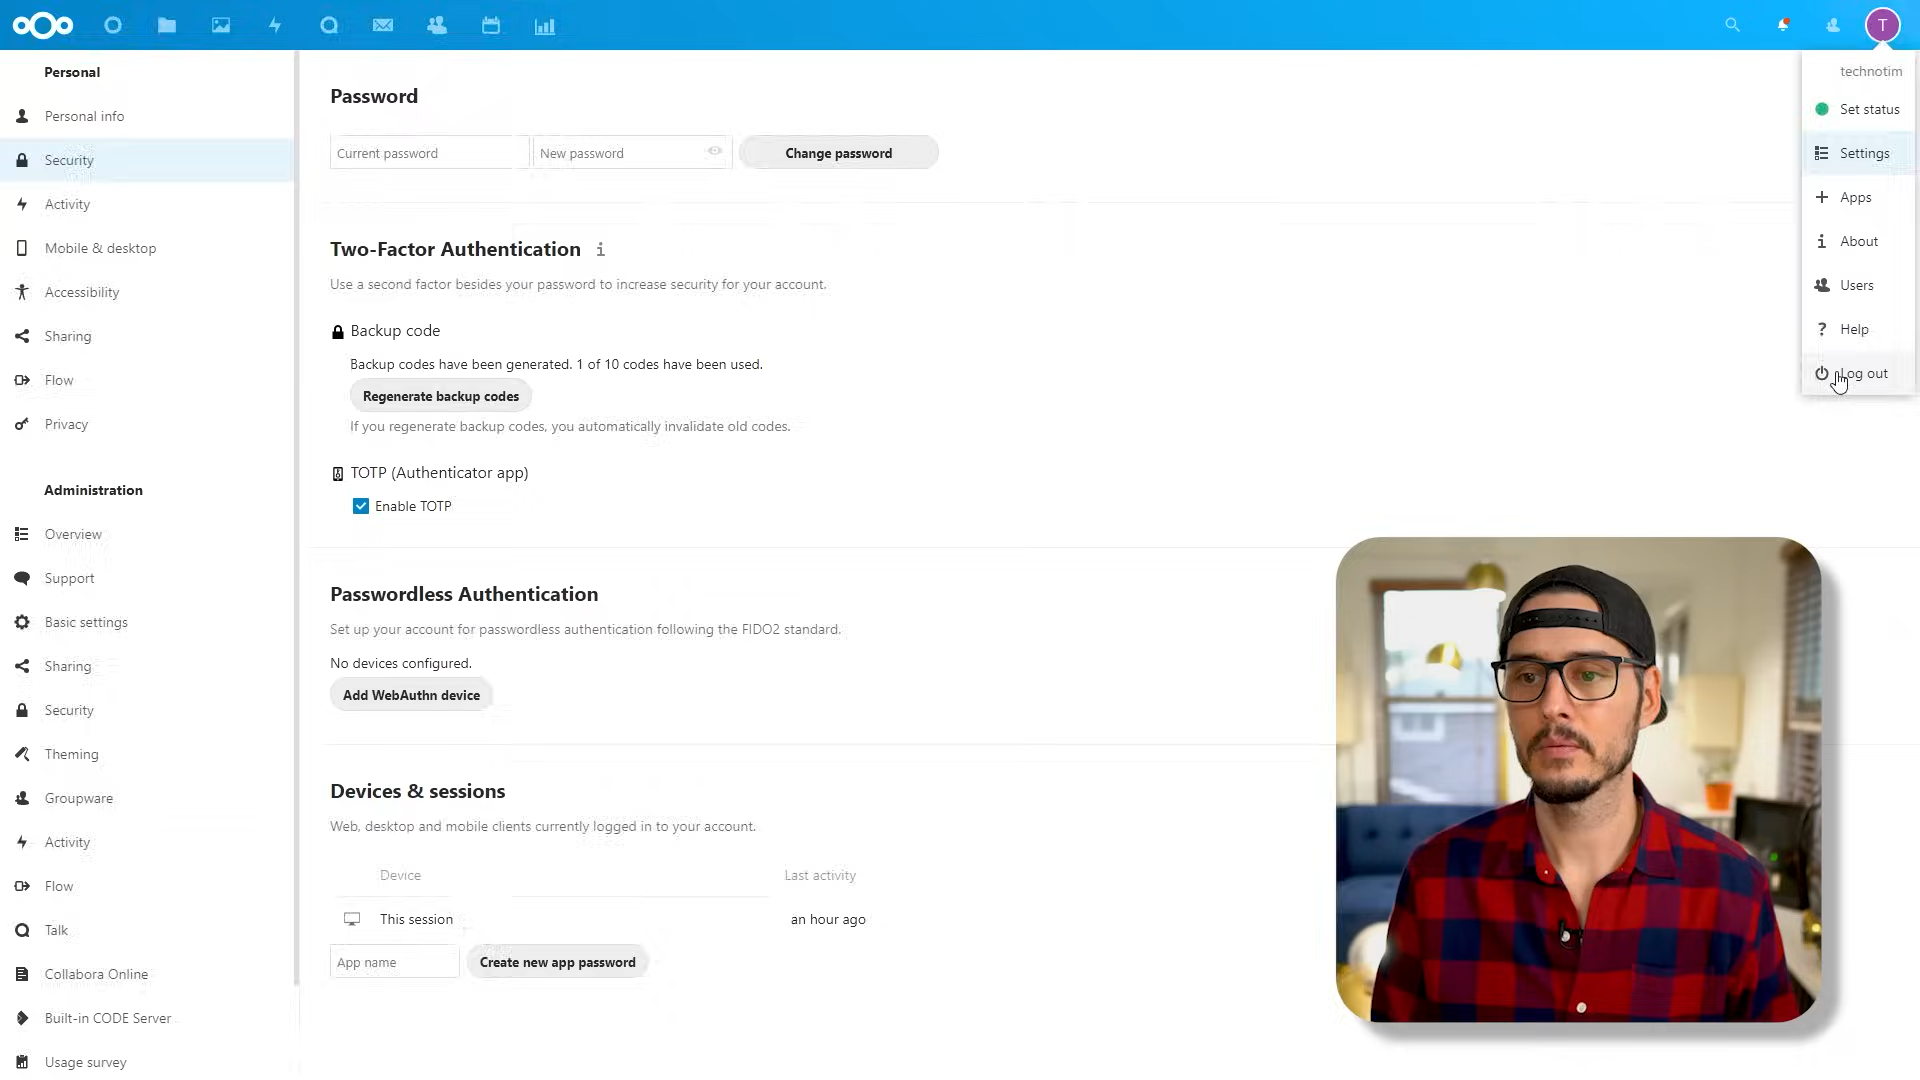 T
technotim
Set status
Settings
Apps
About
Users
Help
Log out
Personal
Personal info
Security
Activity
Mobile & desktop
Accessibility
Sharing
Flow
Privacy
Administration
Overview
Support
Basic settings
Sharing
Security
Theming
Groupware
Activity
Flow
Talk
Collabora Online
Built-in CODE Server
Usage survey
Password
Current password
New password
Change password
Two-Factor Authentication
Use a second factor besides your password to increase security for your account.
Backup code
Backup codes have been generated. 1 of 10 codes have been used.
Regenerate backup codes
If you regenerate backup codes, you automatically invalidate old codes.
TOTP (Authenticator app)
Enable TOTP
Passwordless Authentication
Set up your account for passwordless authentication following the FIDO2 standard.
No devices configured.
Add WebAuthn device
Devices & sessions
Web, desktop and mobile clients currently logged in to your account.
Device Last activity
This session an hour ago
App name
Create new app password